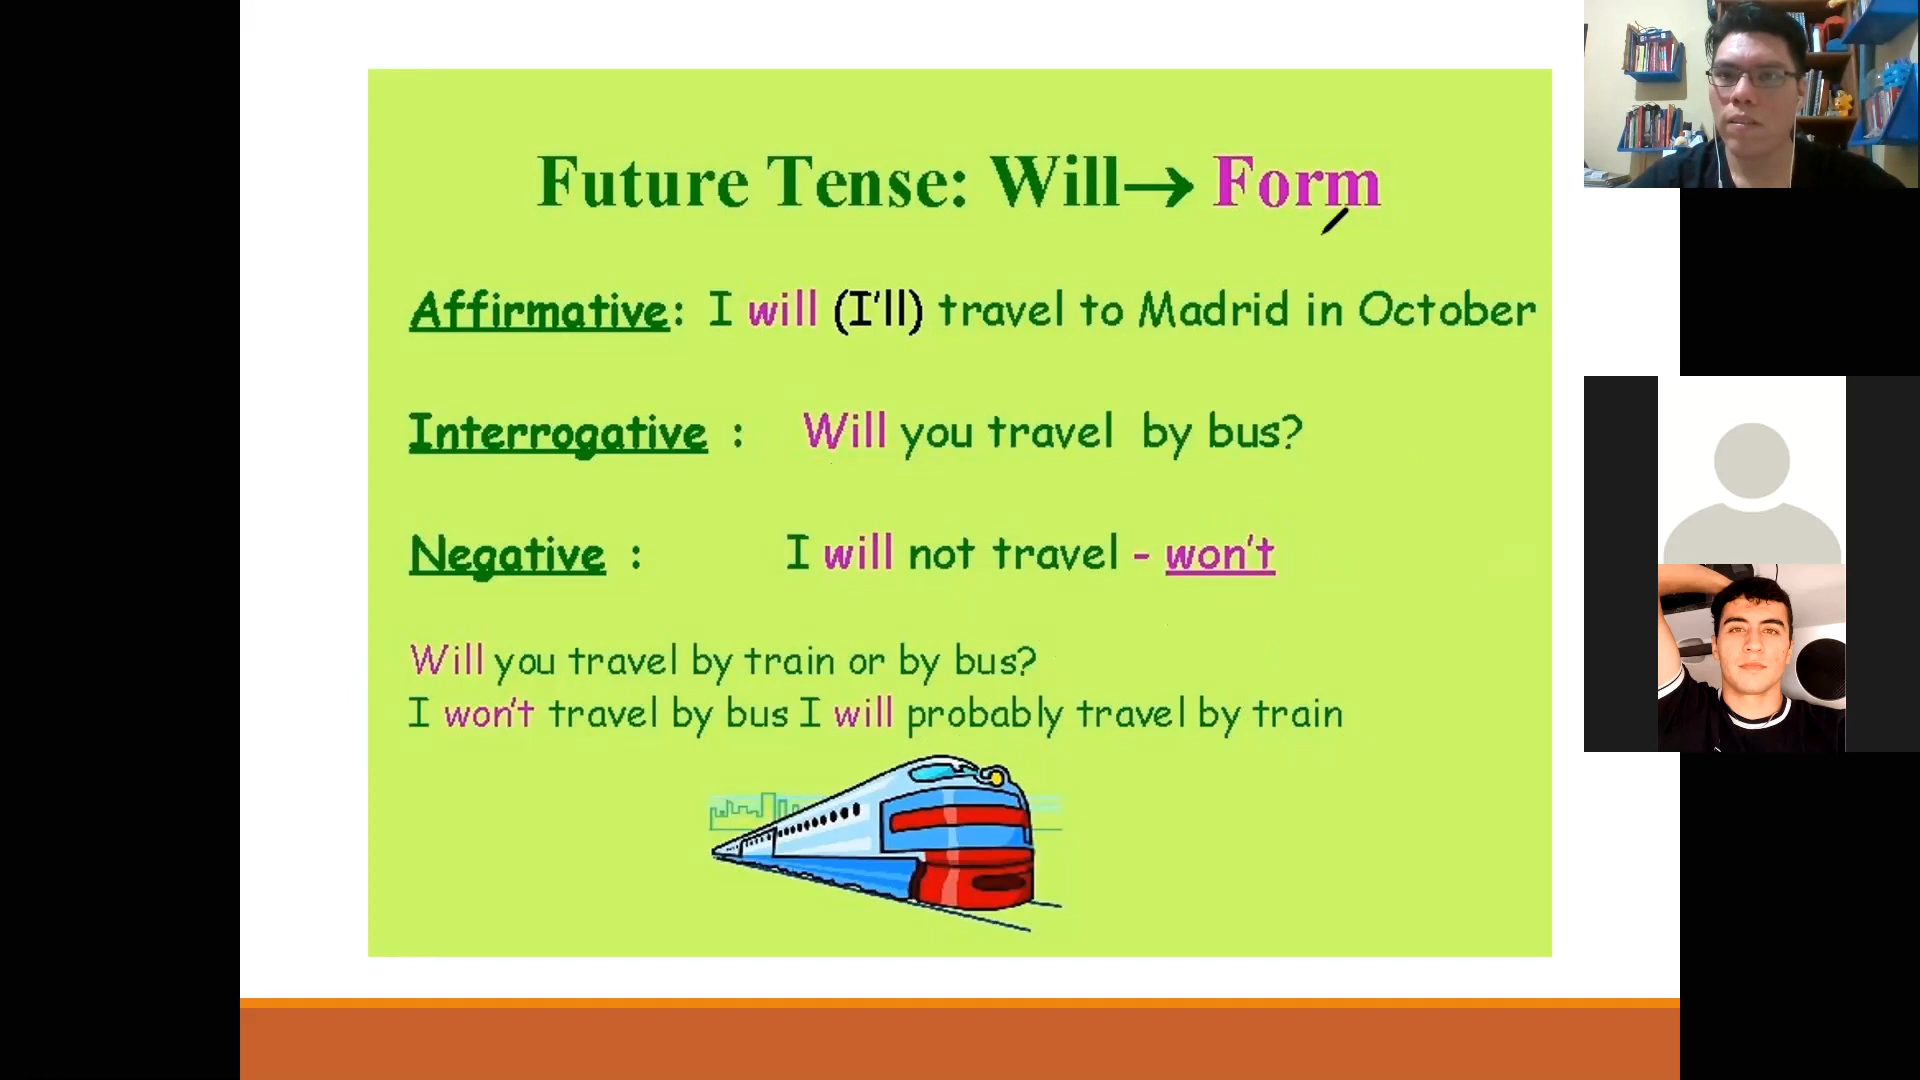 Future Tense: Will→ Form
Affirmative: I will (I'll) travel to Madrid in October
Interrogative : Will you travel by bus?
Negative : I will not travel - won't
Will you travel by train or by bus?
I won't travel by bus I will probably travel by train